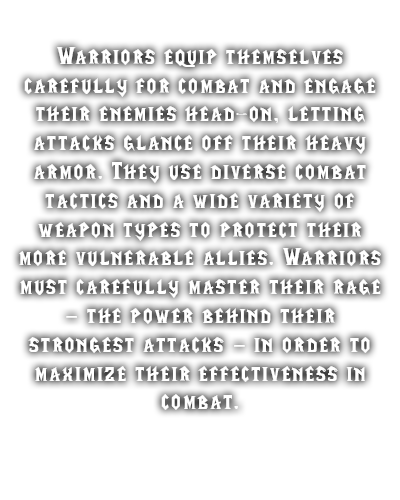 Warriors equip themselves
carefully for combat and engage
their enemies head-on, letting
attacks glance off their heavy
armor. They use diverse combat
tactics and a wide variety of
weapon types to protect their
more vulnerable allies. Warriors
must carefully master their rage
– the power behind their
strongest attacks – in order to
maximize their effectiveness in
combat.